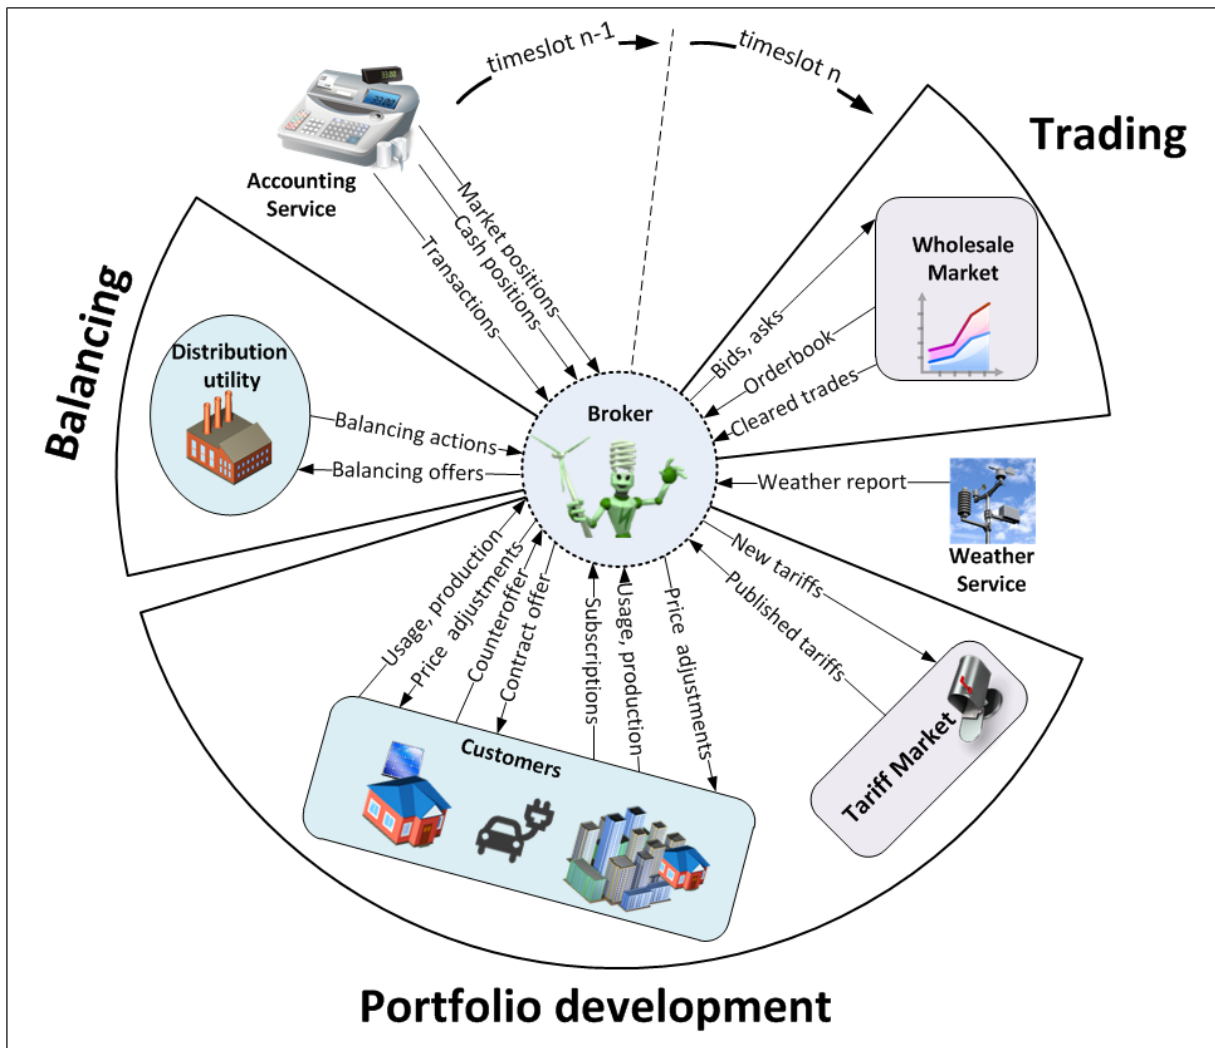 timeslot n-1
timeslot n
Trading
Accounting
Service
Market positions
Cash positions
Transactions
Wholesale
Market
Bids, asks
Orderbook
Cleared trades
Balancing
Distribution
utility
Balancing actions
Balancing offers
Broker
Weather report
Weather
Service
New tariffs
Published tariffs
Tariff Market
Usage, production
Price adjustments
Counteroffer
Contract offer
Subscriptions
Usage, production
Price adjustments
Customers
Portfolio development